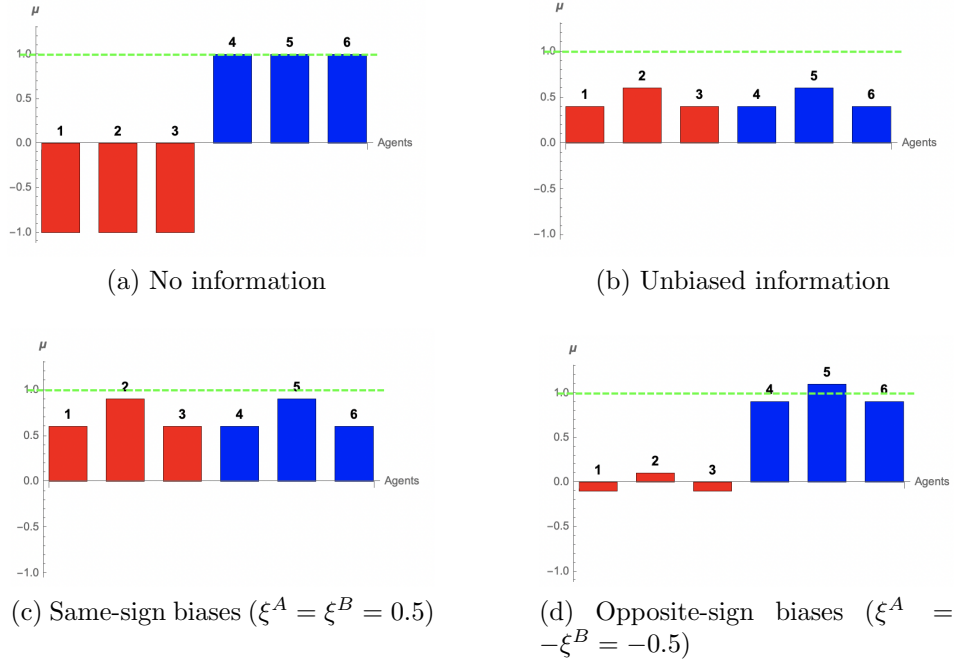 μ
4 5 6
1.0
0.5
1 2 3
0.0 Agents
−0.5
−1.0
(a) No information
μ
1.0
2 5
1 3 4 6
0.5
0.0 Agents
−0.5
−1.0
(b) Unbiased information
μ
1.0 2 5
1 3 4 6
0.5
0.0 Agents
−0.5
−1.0
(c) Same-sign biases (ξ^A = ξ^B = 0.5)
μ
5
1.0 4 6
0.5
1 2 3
0.0 Agents
−0.5
−1.0
(d) Opposite-sign biases (ξ^A =
−ξ^B = −0.5)